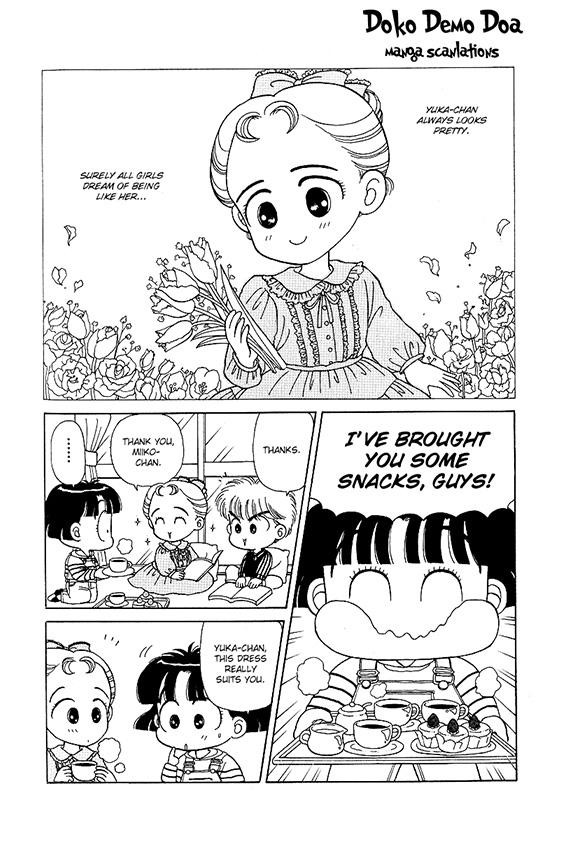 Doko Demo Doa
manga scanlations
YUKA-CHAN
ALWAYS LOOKS
PRETTY.
SURELY ALL GIRLS
DREAM OF BEING
LIKE HER...
I'VE BROUGHT
YOU SOME
SNACKS, GUYS!
THANKS.
THANK YOU,
MIIKO-
CHAN.
......
YUKA-CHAN,
THIS DRESS
REALLY
SUITS YOU.